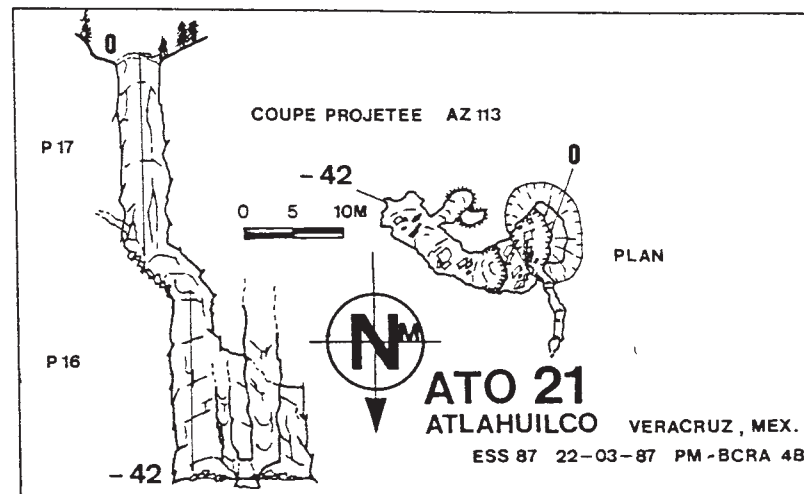 0
COUPE PROJETEE AZ 113
0
P 17
-42
0 5 10M
PLAN
NM
P 16
ATO 21
ATLAHUILCO VERACRUZ, MEX.
-42
ESS 87 22-03-87 PM-BCRA 4B